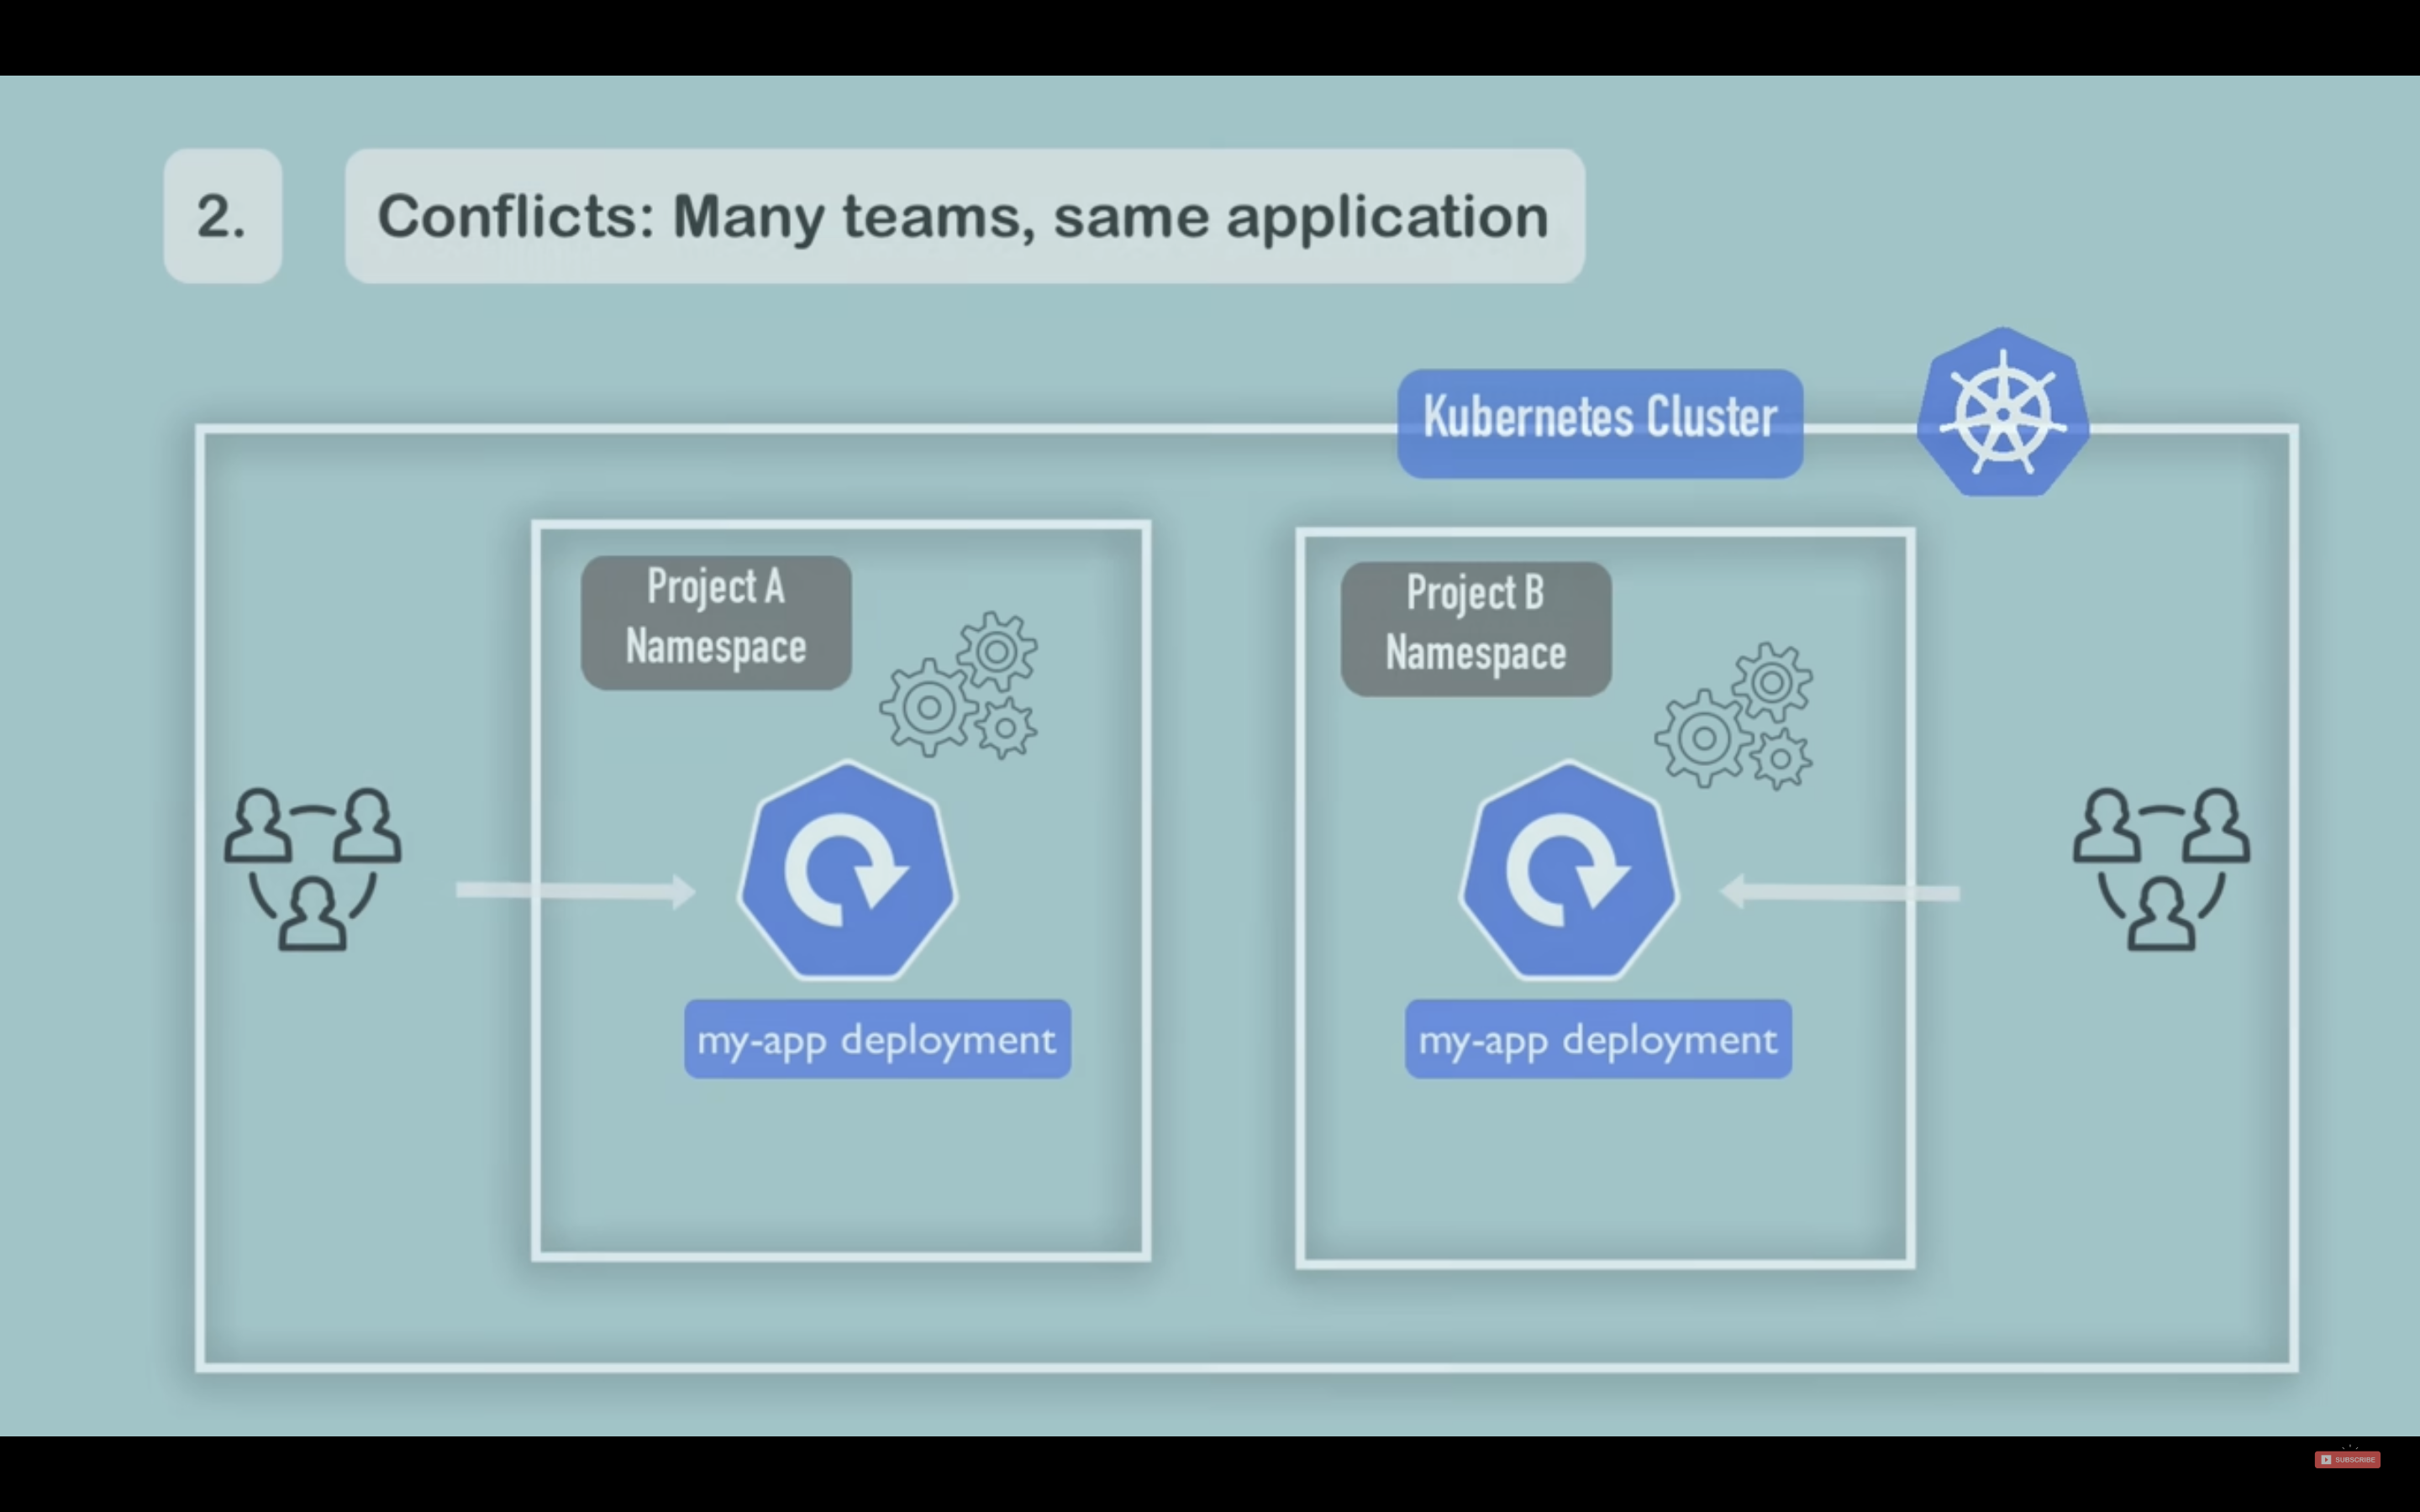 2.
Conflicts: Many teams, same application
Kubernetes Cluster
Project A
Namespace
Project B
Namespace
my-app deployment
my-app deployment
SUBSCRIBE